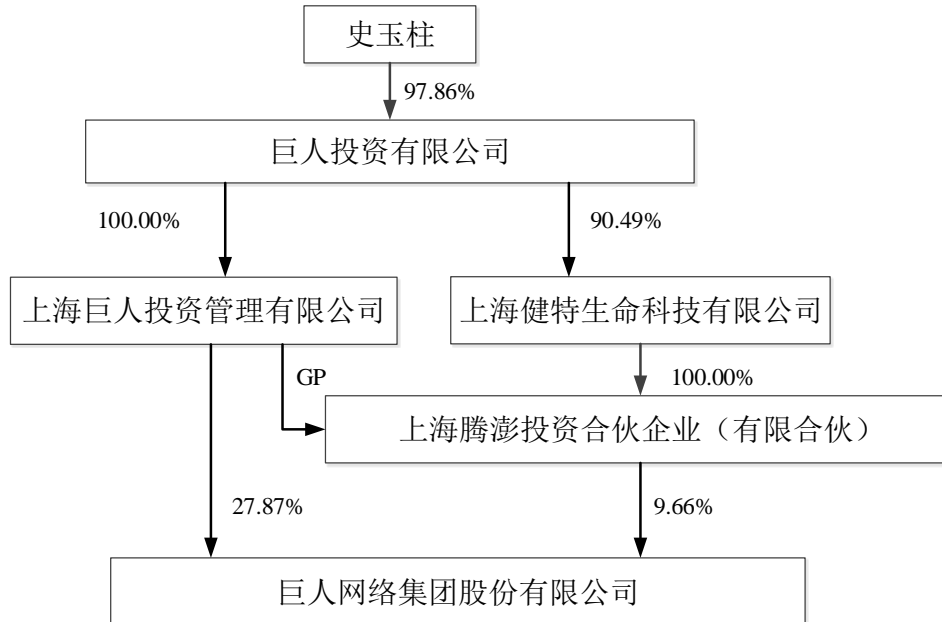 史玉柱
97.86%
巨人投资有限公司
100.00%
90.49%
上海巨人投资管理有限公司
上海健特生命科技有限公司
GP
100.00%
上海腾澎投资合伙企业（有限合伙）
27.87%
9.66%
巨人网络集团股份有限公司